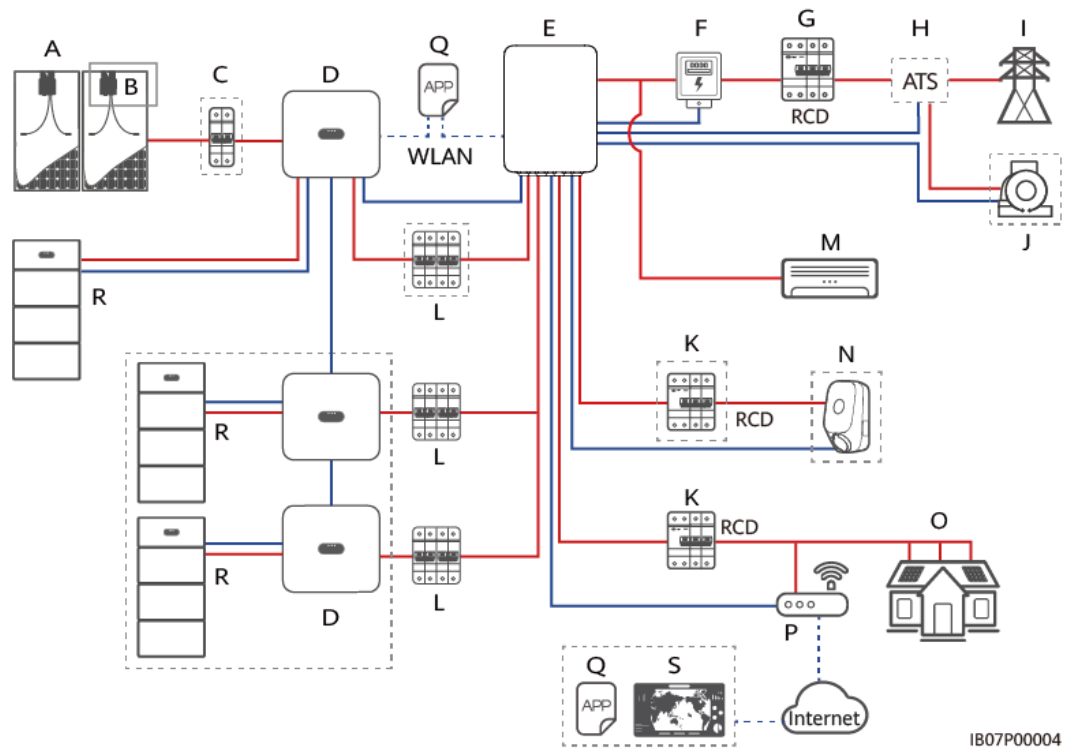 A
B
C
D
Q
APP
WLAN
E
F
G
RCD
H
ATS
I
J
R
L
M
K
RCD
N
R
L
K
RCD
O
R
D
L
P
Q
APP
S
Internet
IB07P00004